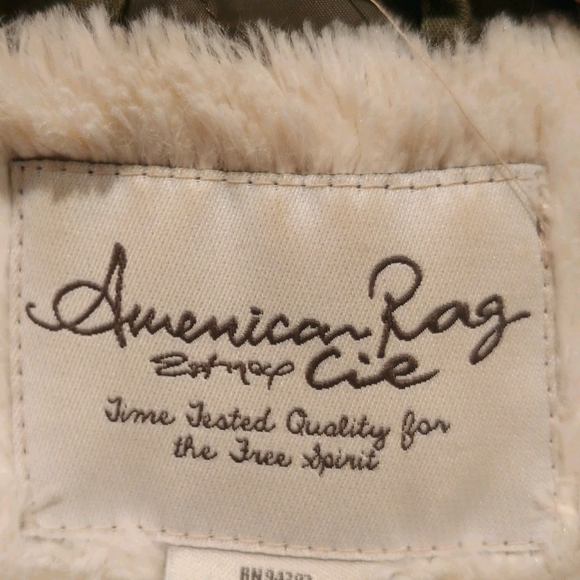 American Rag
Cie
Time Tested Quality for
the Free Spirit